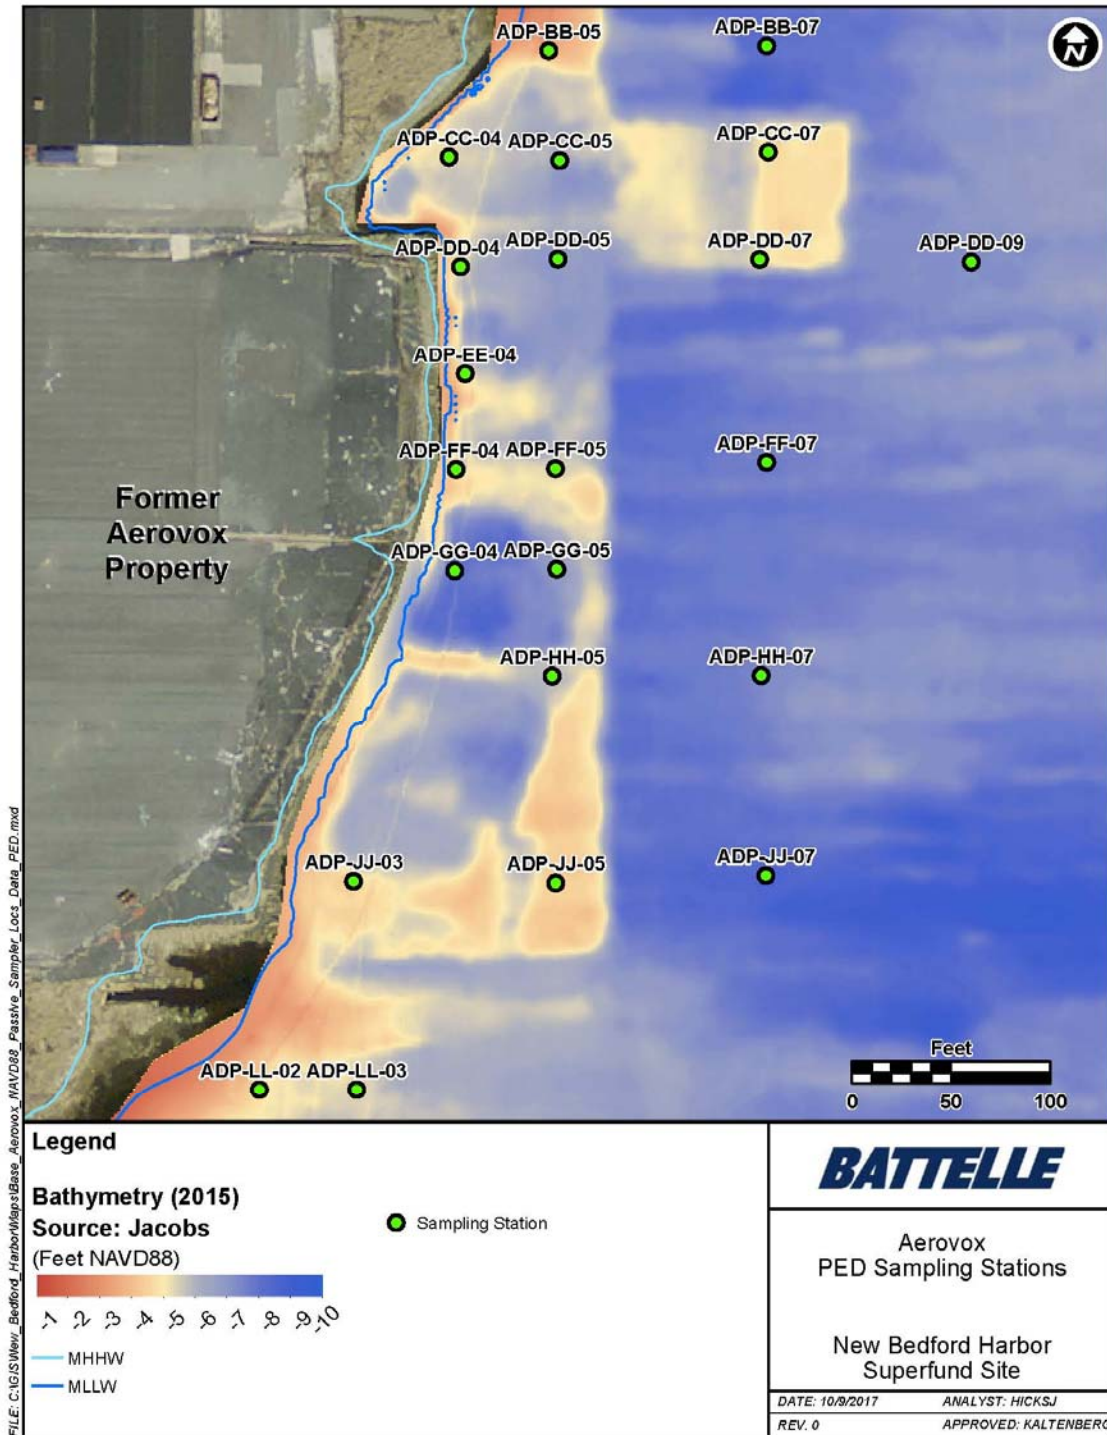 ADP-BB-05
ADP-BB-07
N
ADP-CC-04
ADP-CC-05
ADP-CC-07
ADP-DD-04
ADP-DD-05
ADP-DD-07
ADP-DD-09
ADP-EE-04
ADP-FF-04
ADP-FF-05
ADP-FF-07
Former
Aerovox
Property
ADP-GG-04
ADP-GG-05
ADP-HH-05
ADP-HH-07
ADP-JJ-03
ADP-JJ-05
ADP-JJ-07
ADP-LL-02
ADP-LL-03
Feet
0 50 100
FILE: C:\GIS\New_Bedford_Harbor\Maps\Base_Aerovox_NAVD88_Passive_Sampler_Locs_Data_PED.mxd
Legend
Bathymetry (2015)
Source: Jacobs
(Feet NAVD88)
-1 -2 -3 -4 -5 -6 -7 -8 -9 -10
MHHW
MLLW
Sampling Station
BATTELLE
Aerovox
PED Sampling Stations
New Bedford Harbor
Superfund Site
DATE: 10/9/2017 ANALYST: HICKSJ
REV. 0 APPROVED: KALTENBERG